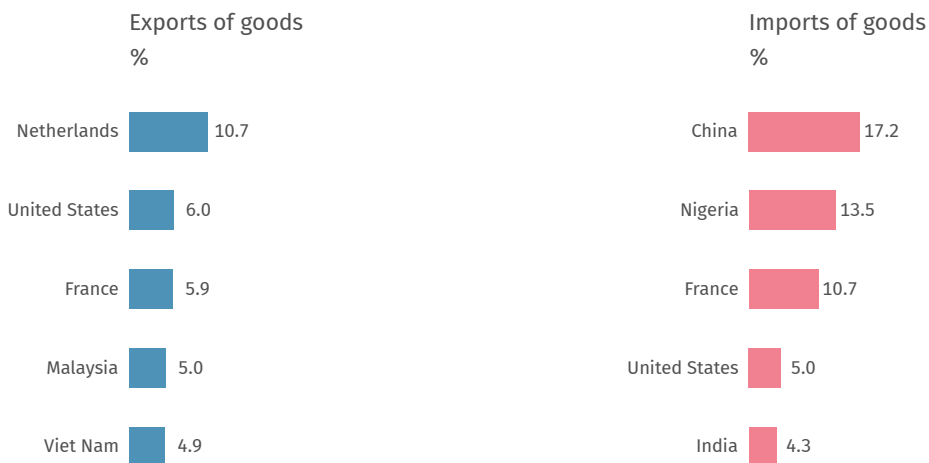 Exports of goods
%
Netherlands 10.7
United States 6.0
France 5.9
Malaysia 5.0
Viet Nam 4.9
Imports of goods
%
China 17.2
Nigeria 13.5
France 10.7
United States 5.0
India 4.3